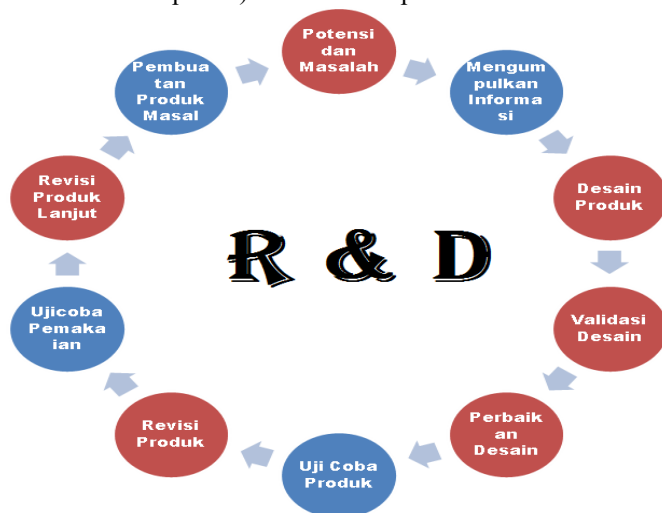 Potensi
dan
Masalah
Mengum
pulkan
Informa
si
Desain
Produk
Validasi
Desain
Perbaik
an
Desain
Uji Coba
Produk
Revisi
Produk
Ujicoba
Pemaka
ian
Revisi
Produk
Lanjut
Pembua
tan
Produk
Masal
R & D